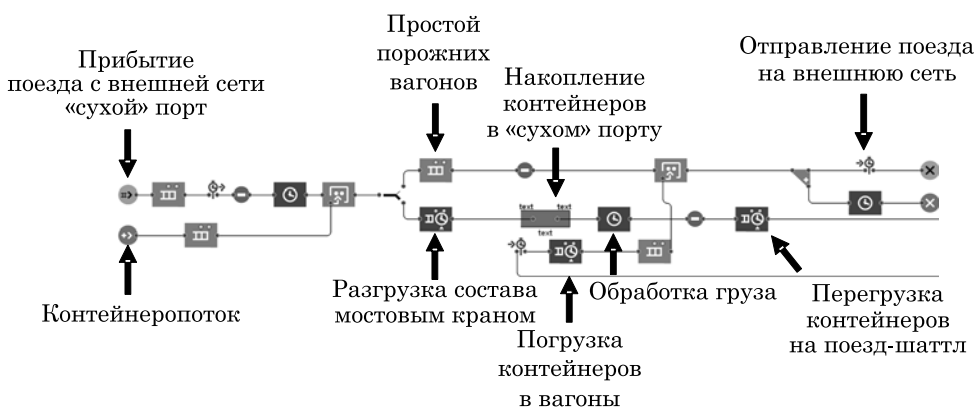 Прибытие
поезда с внешней сети
«сухой» порт
Простой
порожних
вагонов
Накопление
контейнеров
в «сухом» порту
Отправление поезда
на внешнюю сеть
text
text
text
Контейнеропоток
Разгрузка состава
мостовым краном
Погрузка
контейнеров
в вагоны
Обработка груза
Перегрузка
контейнеров
на поезд-шаттл